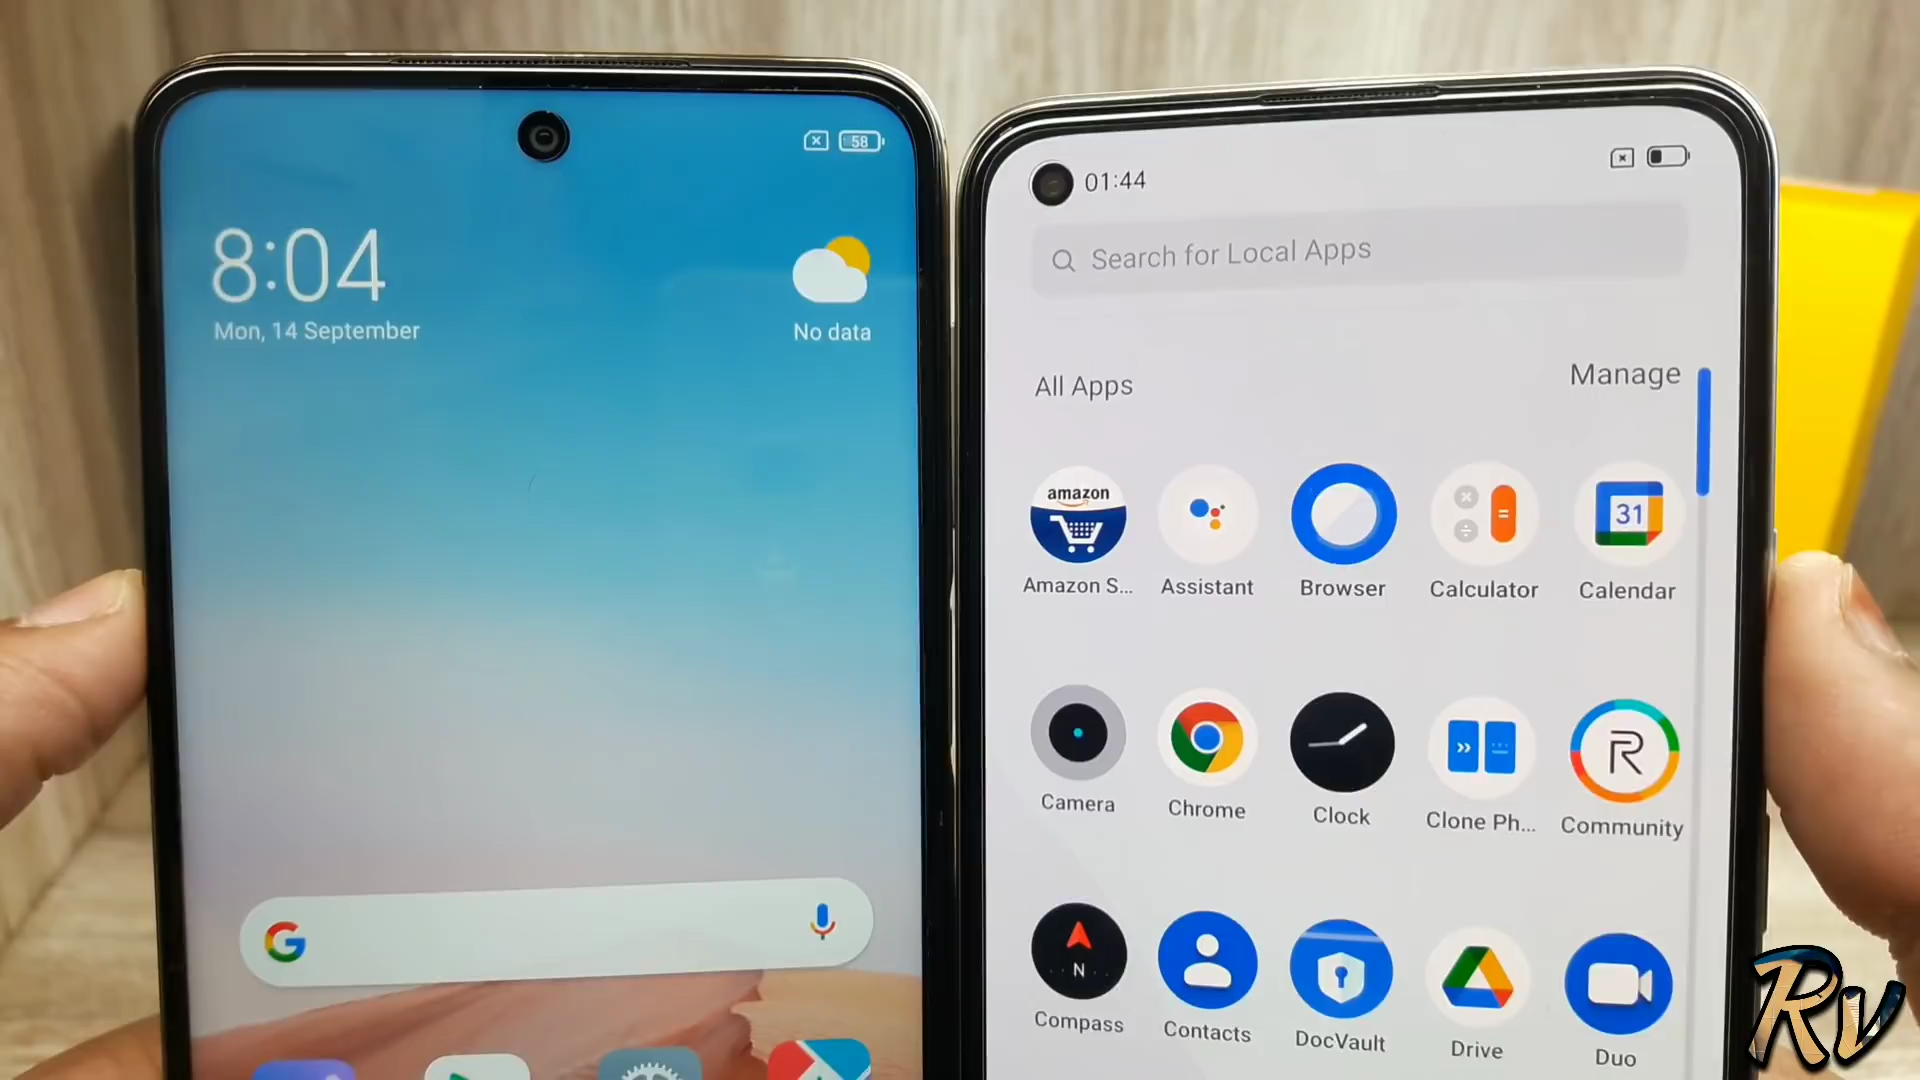 58
8:04
Mon, 14 September
No data
01:44
Search for Local Apps
All Apps
Manage
amazon
31
Amazon S...
Assistant
Browser
Calculator
Calendar
Camera
Chrome
Clock
Clone Ph...
Community
N
Compass
Contacts
DocVault
Drive
Duo
Rv